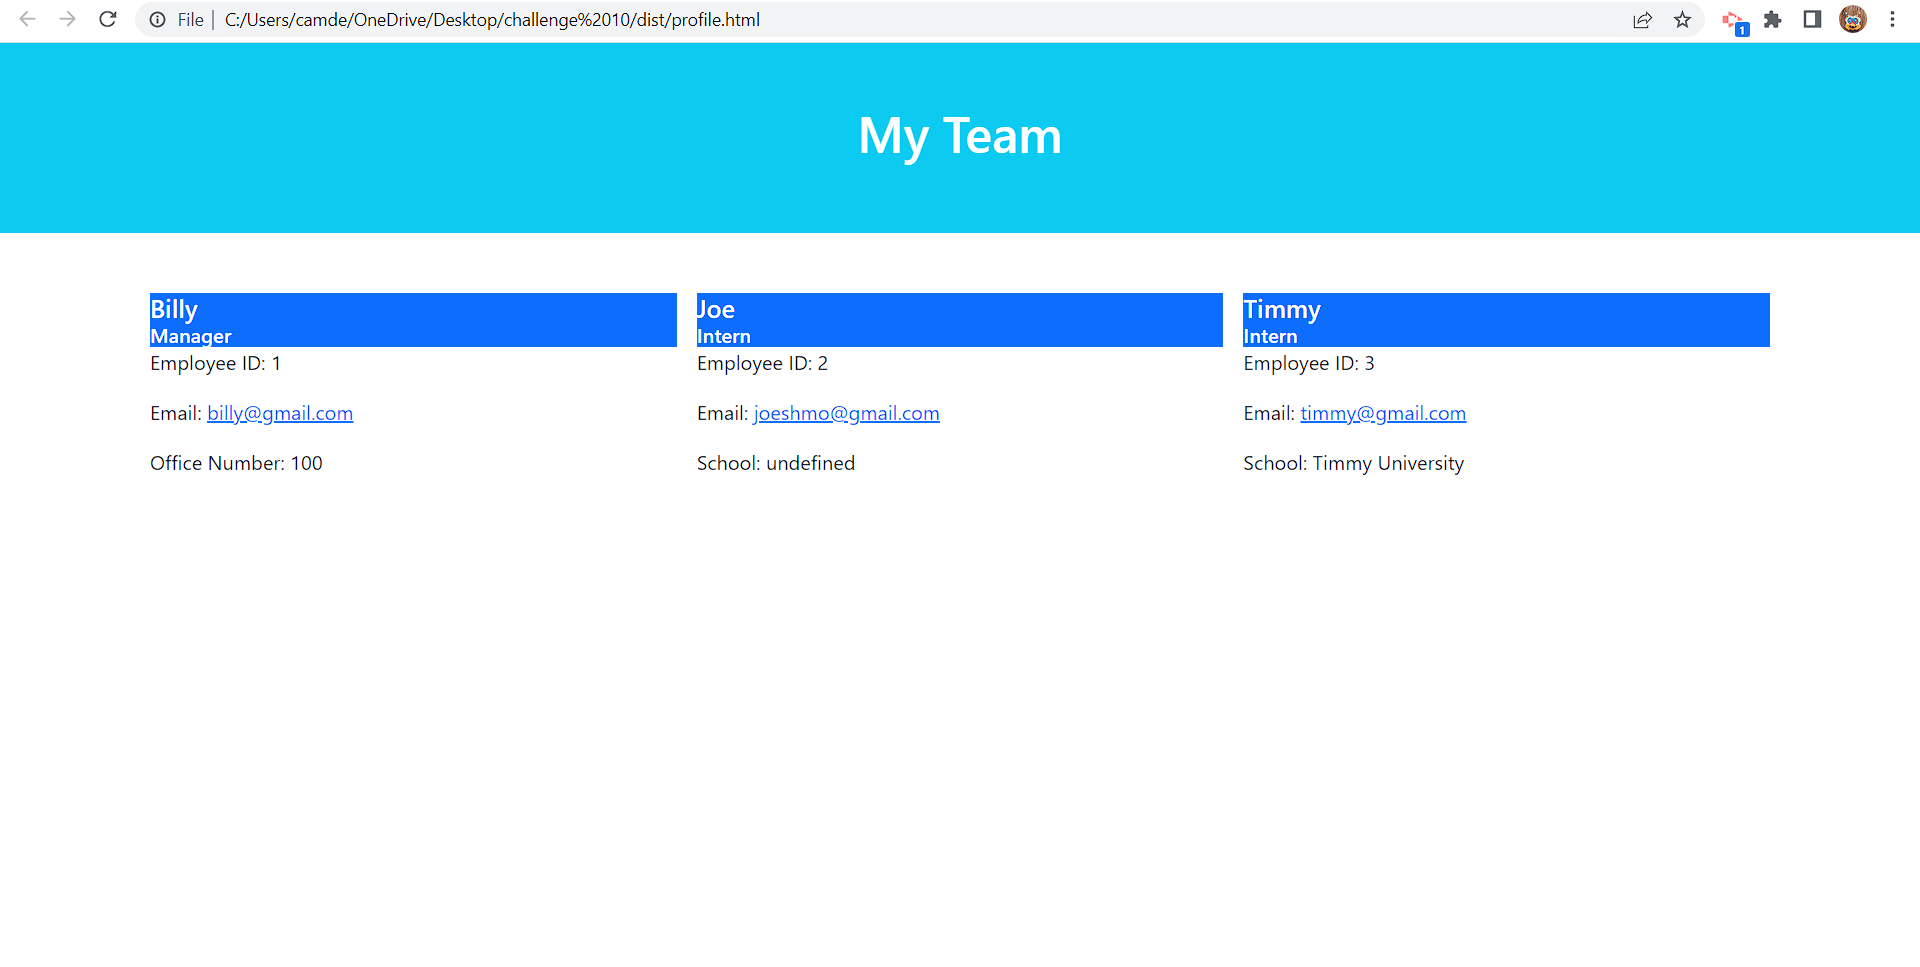 File | C:/Users/camde/OneDrive/Desktop/challenge%2010/dist/profile.html
1
My Team
Billy
Manager
Employee ID: 1
Email: billy@gmail.com
Office Number: 100
Joe
Intern
Employee ID: 2
Email: joeshmo@gmail.com
School: undefined
Timmy
Intern
Employee ID: 3
Email: timmy@gmail.com
School: Timmy University